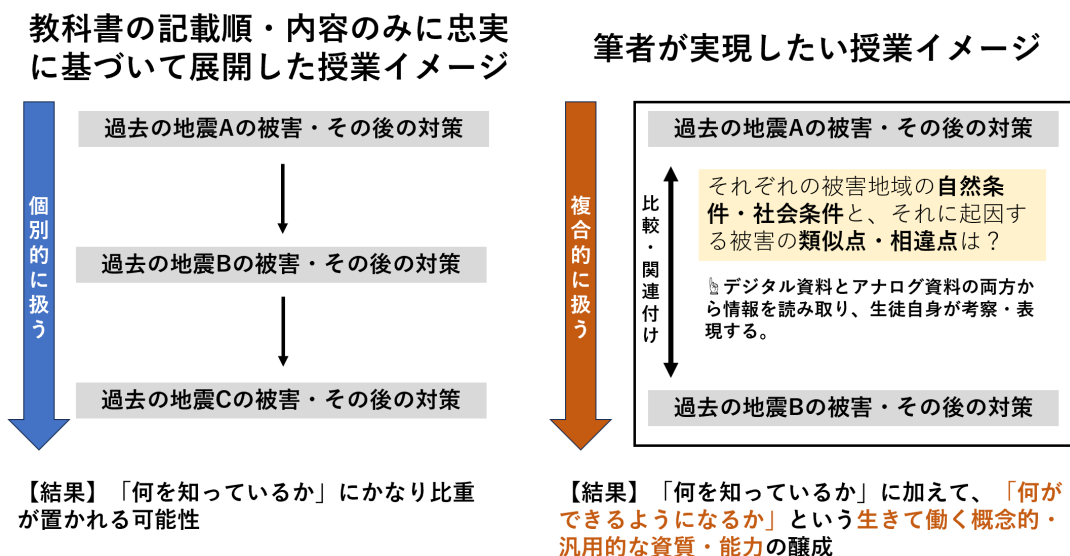 教科書の記載順・内容のみに忠実
に基づいて展開した授業イメージ
個別的に扱う
過去の地震Aの被害・その後の対策
過去の地震Bの被害・その後の対策
過去の地震Cの被害・その後の対策
【結果】「何を知っているか」にかなり比重
が置かれる可能性
筆者が実現したい授業イメージ
複合的に扱う
過去の地震Aの被害・その後の対策
比較・関連付け
それぞれの被害地域の自然条
件・社会条件と、それに起因す
る被害の類似点・相違点は？
☝デジタル資料とアナログ資料の両方か
ら情報を読み取り、生徒自身が考察・表
現する。
過去の地震Bの被害・その後の対策
【結果】「何を知っているか」に加えて、「何が
できるようになるか」という生きて働く概念的・
汎用的な資質・能力の醸成